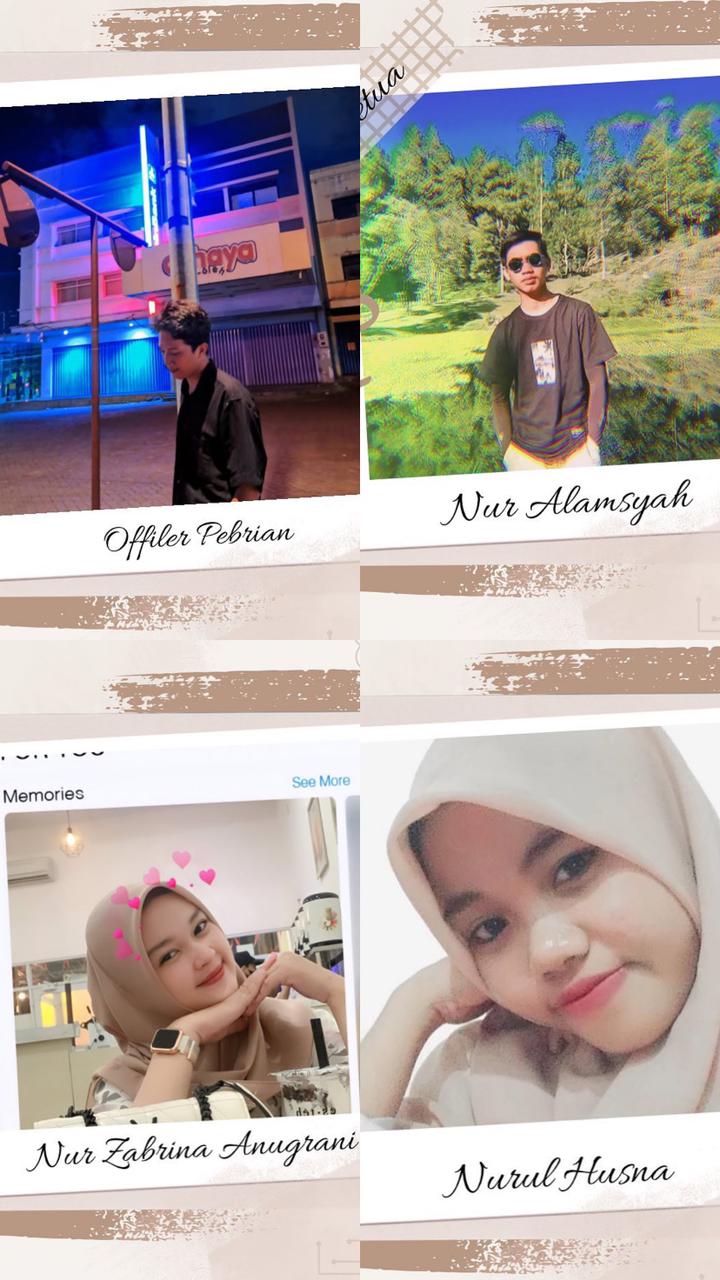 Offiler Pebrian
Nur Alamsyah
Memories
See More
Nur Zabrina Anugrani
Nurul Husna